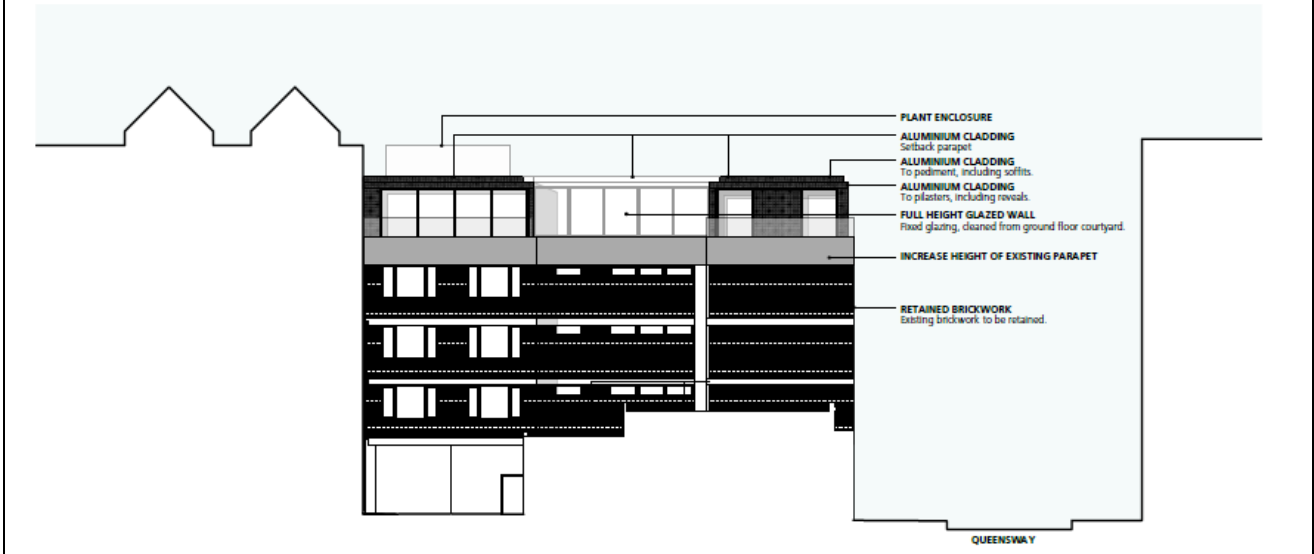 PLANT ENCLOSURE
ALUMINIUM CLADDING
Setback parapet
ALUMINIUM CLADDING
To pediment, including soffits.
ALUMINIUM CLADDING
To pilasters, including reveals.
FULL HEIGHT GLAZED WALL
Fixed glazing, cleaned from ground floor courtyard.
INCREASE HEIGHT OF EXISTING PARAPET
RETAINED BRICKWORK
Existing brickwork to be retained.
QUEENSWAY